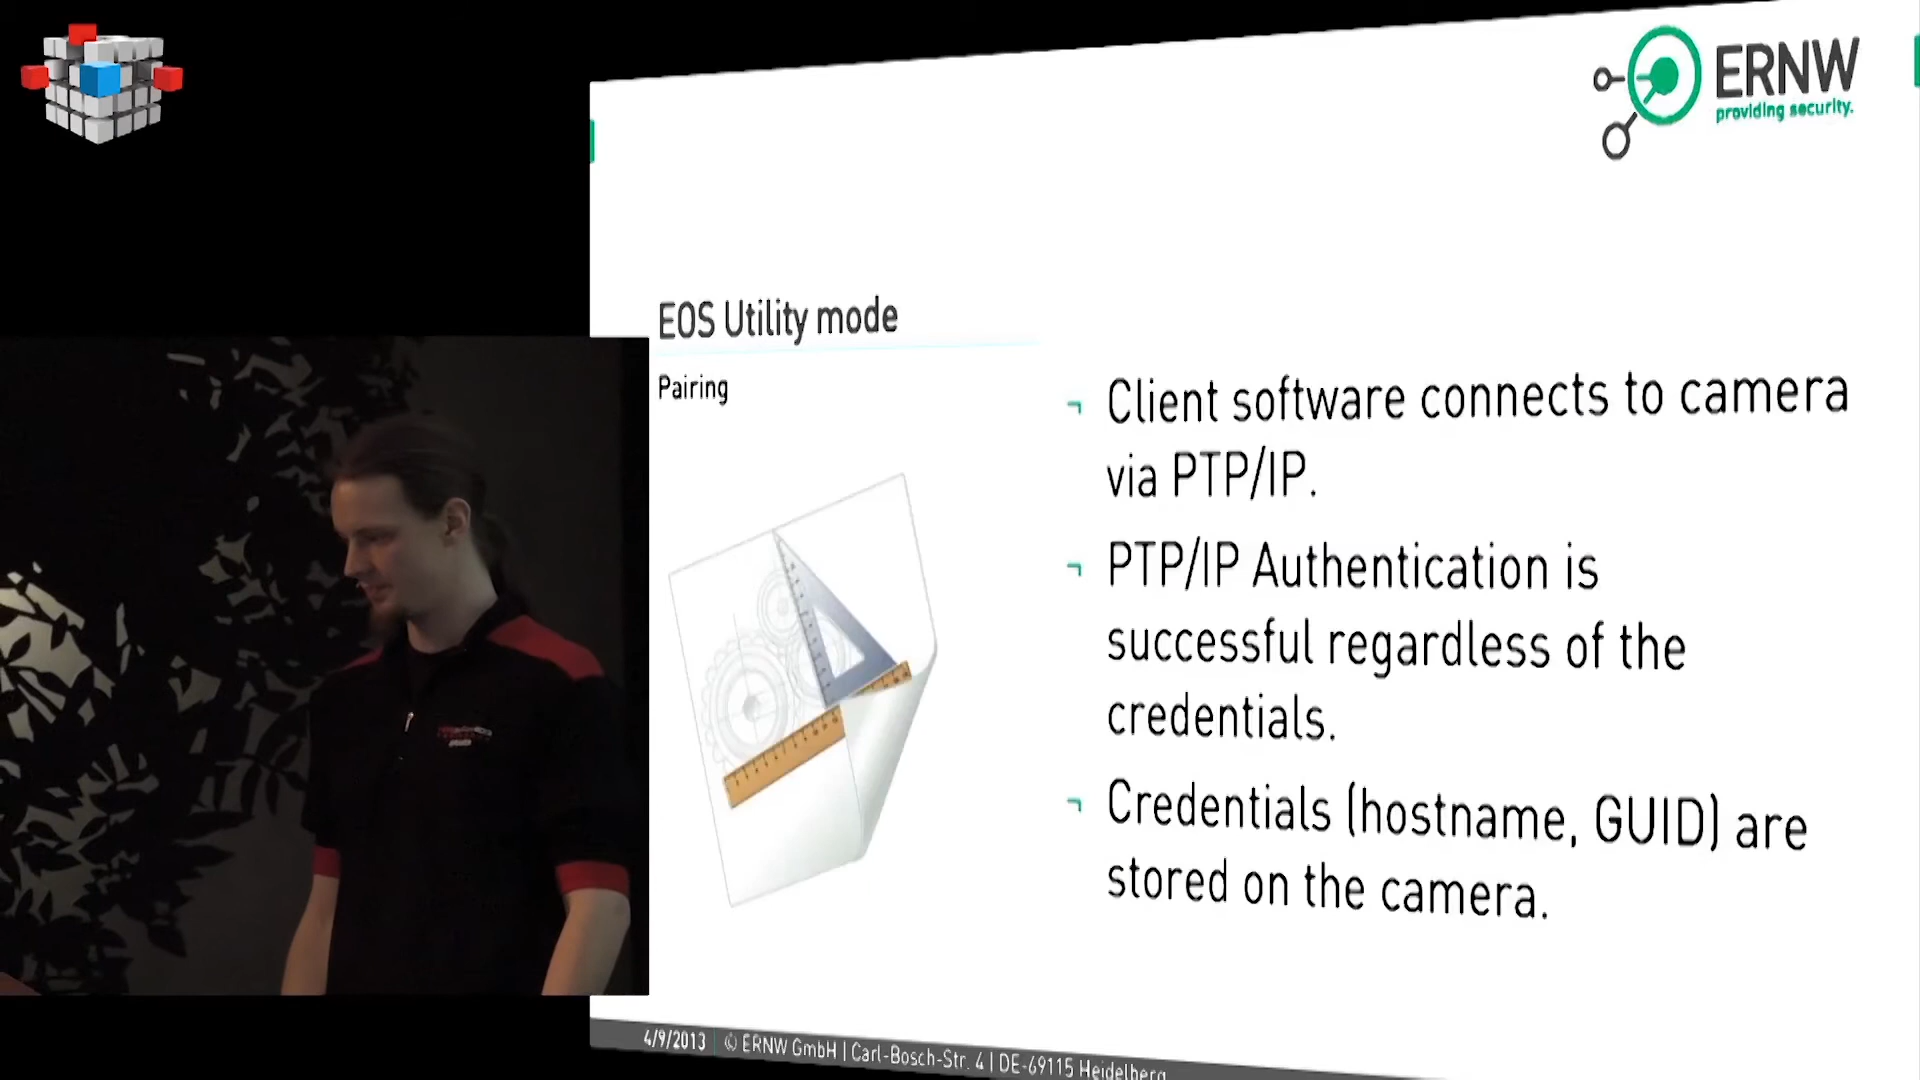 ERNW
providing security.
EOS Utility mode
Pairing
¬ Client software connects to camera
via PTP/IP.
¬ PTP/IP Authentication is
successful regardless of the
credentials.
¬ Credentials (hostname, GUID) are
stored on the camera.
4/9/2013 | © ERNW GmbH | Carl-Bosch-Str. 4 | DE-69115 Heidelberg